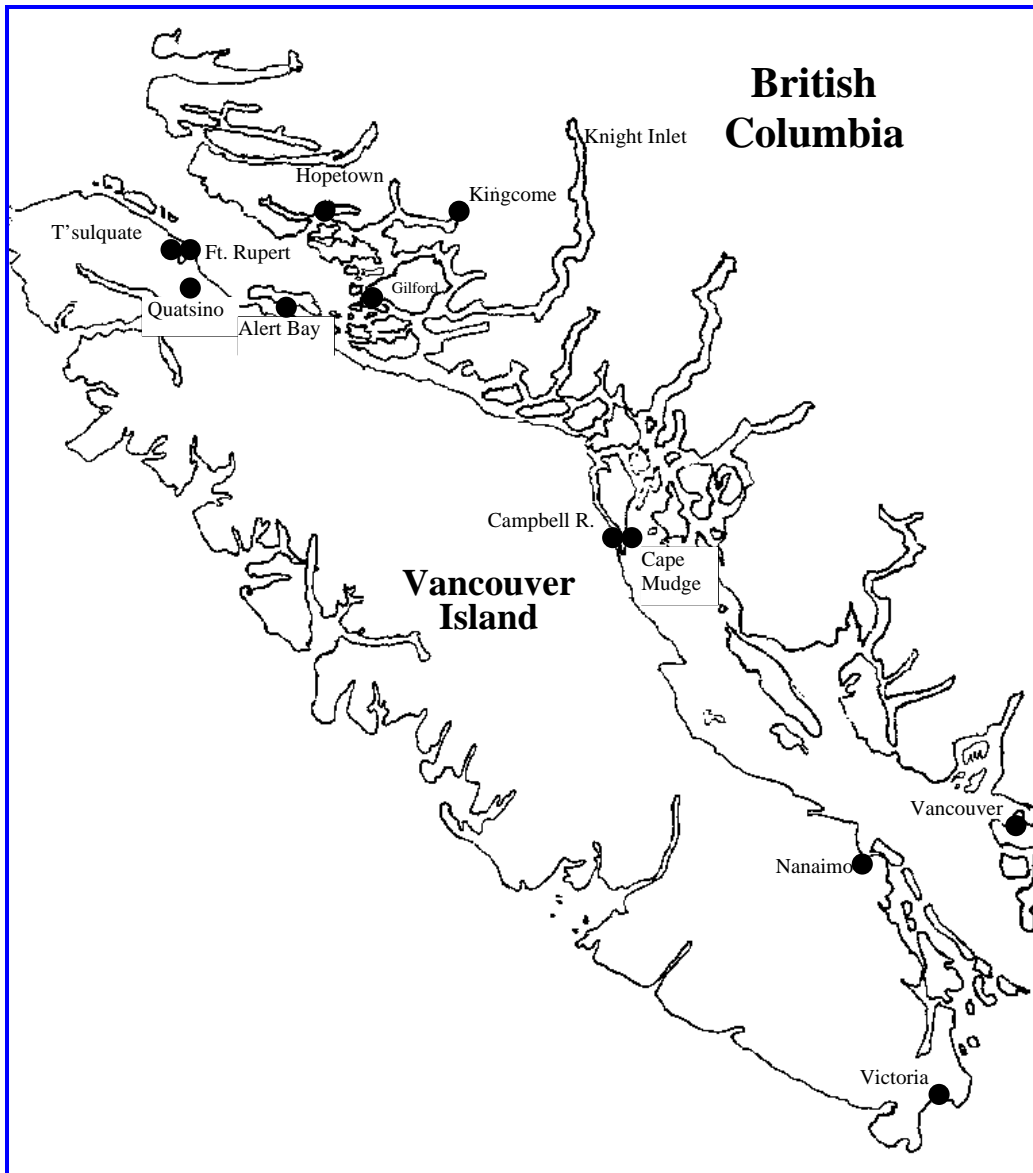 British
Columbia
Knight Inlet
Hopetown
Kingcome
T'sulquate
Ft. Rupert
Gilford
Quatsino
Alert Bay
Campbell R.
Cape
Mudge
Vancouver
Island
Vancouver
Nanaimo
Victoria